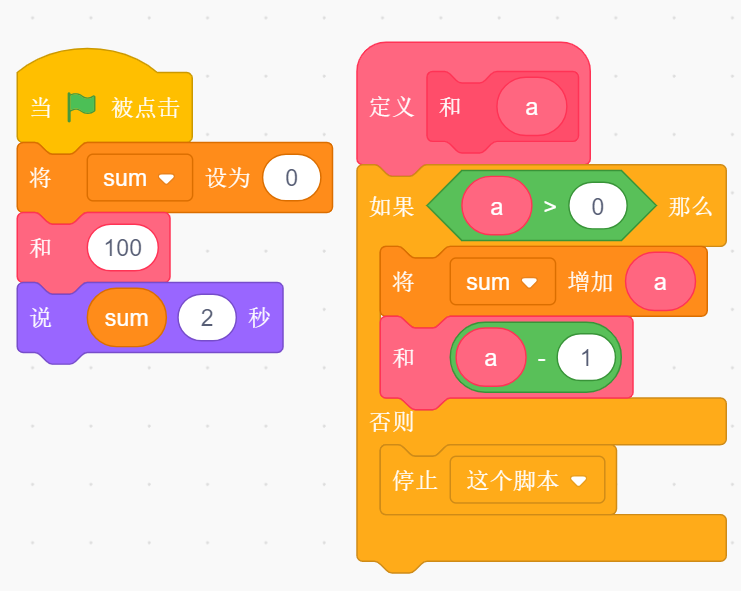 当 被点击
将 sum 设为 0
和 100
说 sum 2 秒
定义 和 a
如果 a > 0 那么
将 sum 增加 a
和 a - 1
否则
停止 这个脚本